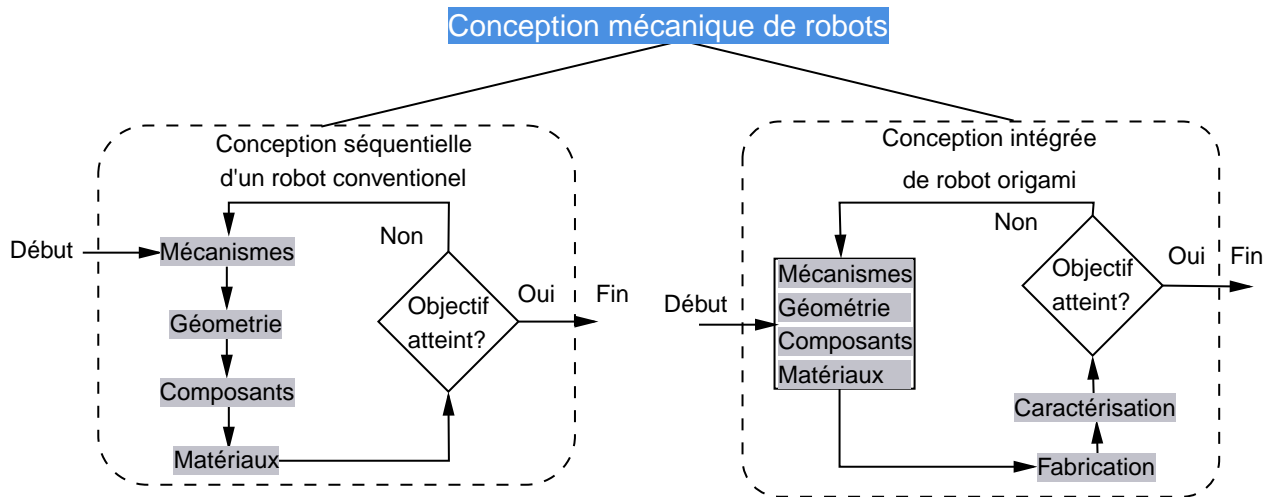 Conception mécanique de robots
Conception séquentielle
d'un robot conventionel
Non
Début
Mécanismes
Géometrie
Composants
Matériaux
Objectif
atteint?
Oui
Fin
Conception intégrée
de robot origami
Non
Début
Mécanismes
Géométrie
Composants
Matériaux
Fabrication
Caractérisation
Objectif
atteint?
Oui
Fin